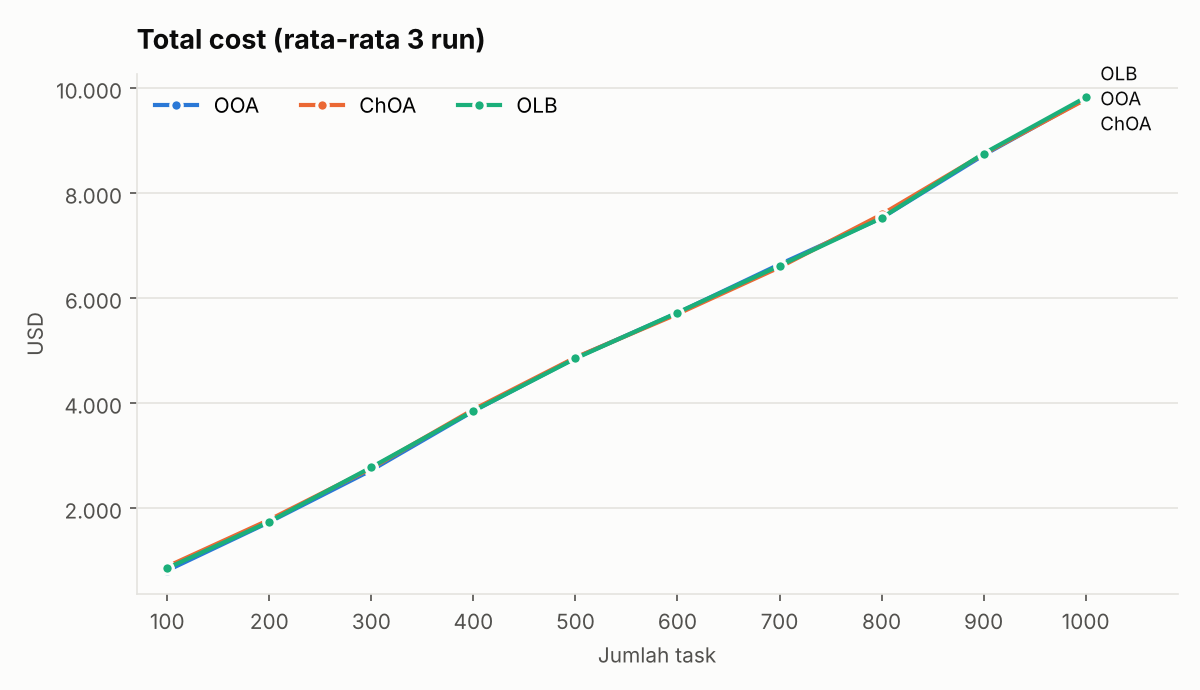 Total cost (rata-rata 3 run)
OOA ChOA OLB
OLB
OOA
ChOA
10.000
8.000
6.000
4.000
2.000
USD
100 200 300 400 500 600 700 800 900 1000
Jumlah task